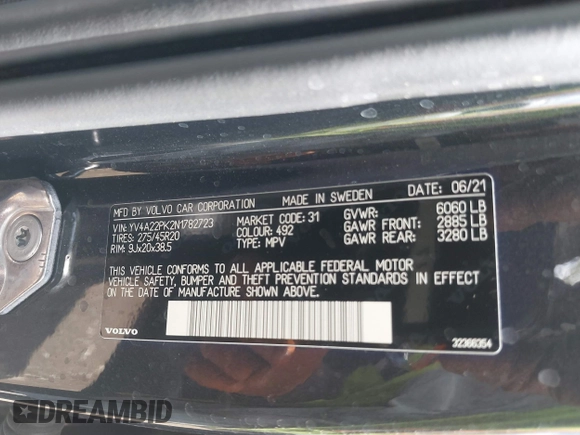 MFD BY VOLVO CAR CORPORATION MADE IN SWEDEN DATE: 06/21
VIN: YV4A22PK2N1782723 MARKET CODE: 31 GVWR: 6060 LB
TIRES: 275/45R20 COLOUR: 492 GAWR FRONT: 2885 LB
RIM: 9Jx20x38.5 TYPE: MPV GAWR REAR: 3280 LB
THIS VEHICLE CONFORMS TO ALL APPLICABLE FEDERAL MOTOR
VEHICLE SAFETY, BUMPER AND THEFT PREVENTION STANDARDS IN EFFECT
ON THE DATE OF MANUFACTURE SHOWN ABOVE.
VOLVO 32366354
DREAMBID